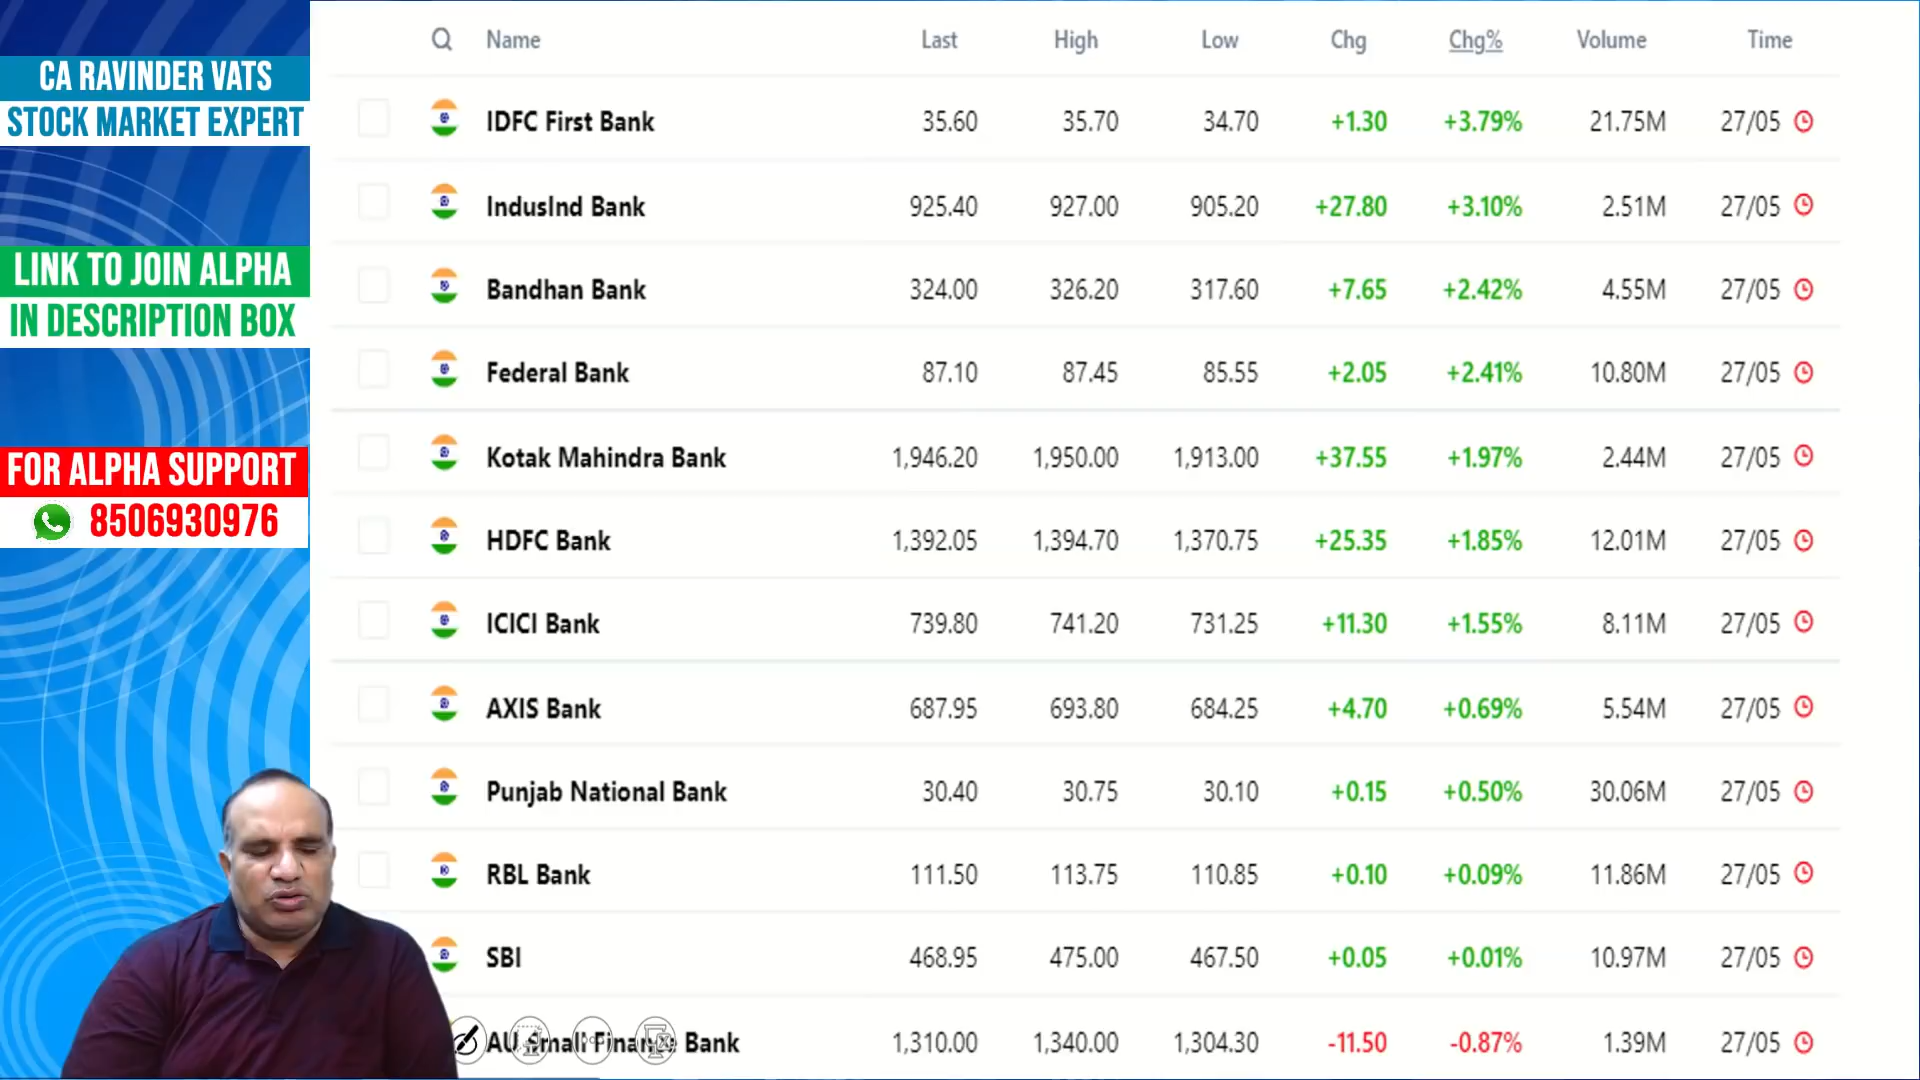 CA RAVINDER VATS
STOCK MARKET EXPERT
LINK TO JOIN ALPHA
IN DESCRIPTION BOX
FOR ALPHA SUPPORT
8506930976
Name Last High Low Chg Chg% Volume Time
IDFC First Bank 35.60 35.70 34.70 +1.30 +3.79% 21.75M 27/05
IndusInd Bank 925.40 927.00 905.20 +27.80 +3.10% 2.51M 27/05
Bandhan Bank 324.00 326.20 317.60 +7.65 +2.42% 4.55M 27/05
Federal Bank 87.10 87.45 85.55 +2.05 +2.41% 10.80M 27/05
Kotak Mahindra Bank 1,946.20 1,950.00 1,913.00 +37.55 +1.97% 2.44M 27/05
HDFC Bank 1,392.05 1,394.70 1,370.75 +25.35 +1.85% 12.01M 27/05
ICICI Bank 739.80 741.20 731.25 +11.30 +1.55% 8.11M 27/05
AXIS Bank 687.95 693.80 684.25 +4.70 +0.69% 5.54M 27/05
Punjab National Bank 30.40 30.75 30.10 +0.15 +0.50% 30.06M 27/05
RBL Bank 111.50 113.75 110.85 +0.10 +0.09% 11.86M 27/05
SBI 468.95 475.00 467.50 +0.05 +0.01% 10.97M 27/05
AU Small Finance Bank 1,310.00 1,340.00 1,304.30 -11.50 -0.87% 1.39M 27/05